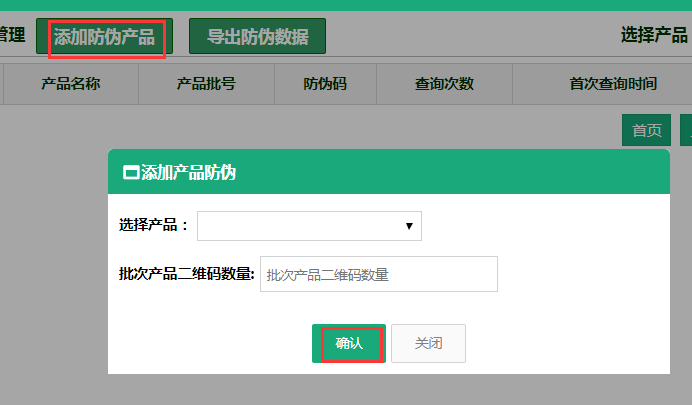 管理 添加防伪产品 导出防伪数据 选择产品
产品名称 产品批号 防伪码 查询次数 首次查询时间
首页
添加产品防伪
选择产品：
批次产品二维码数量: 批次产品二维码数量
确认 关闭